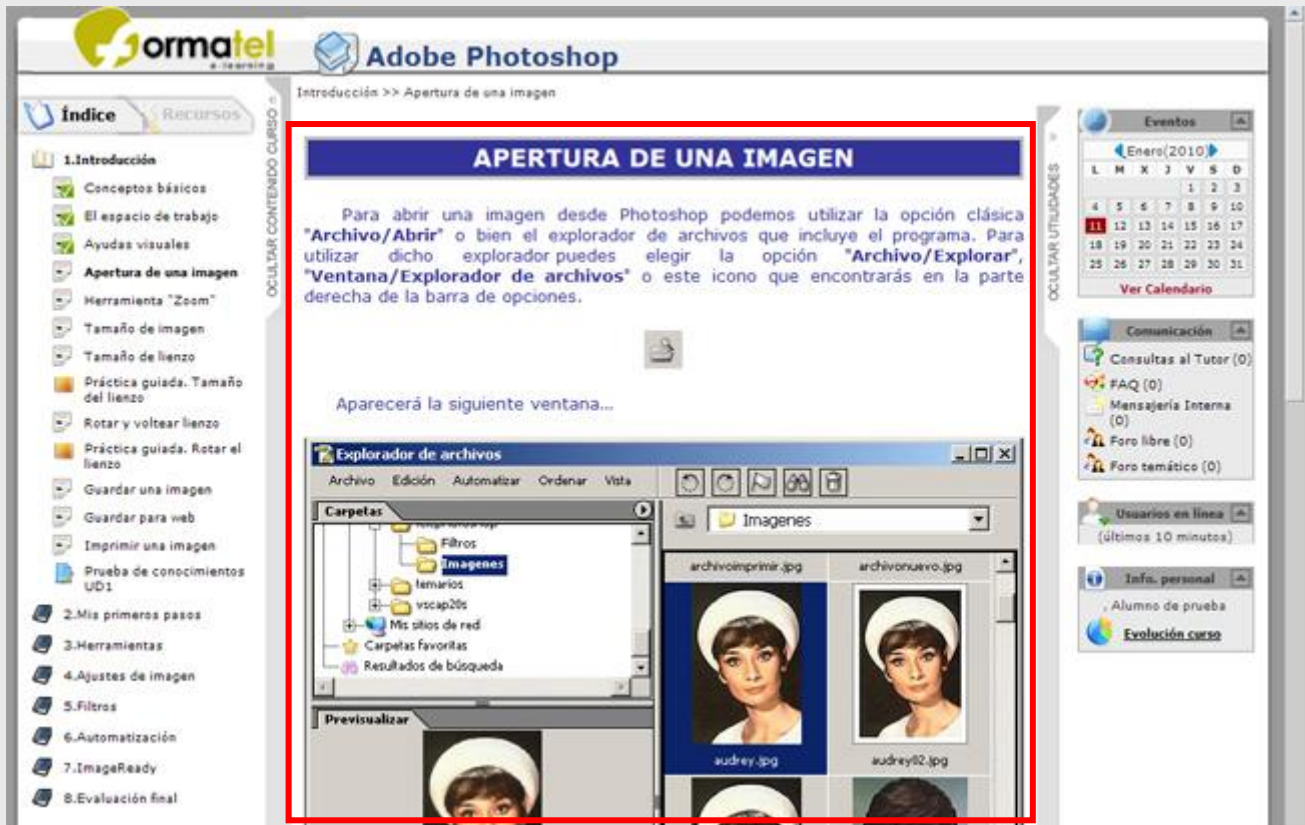 formatel
e-learning
Adobe Photoshop
Índice
Recursos
1.Introducción
Conceptos básicos
El espacio de trabajo
Ayudas visuales
Apertura de una imagen
Herramienta "Zoom"
Tamaño de imagen
Tamaño de lienzo
Práctica guiada. Tamaño
del lienzo
Rotar y voltear lienzo
Práctica guiada. Rotar el
lienzo
Guardar una imagen
Guardar para web
Imprimir una imagen
Prueba de conocimientos
UD1
2.Mis primeros pasos
3.Herramientas
4.Ajustes de imagen
5.Filtros
6.Automatización
7.ImageReady
8.Evaluación final
OCULTAR CONTENIDO CURSO «
Introducción >> Apertura de una imagen
APERTURA DE UNA IMAGEN
Para abrir una imagen desde Photoshop podemos utilizar la opción clásica
"Archivo/Abrir" o bien el explorador de archivos que incluye el programa. Para
utilizar dicho explorador puedes elegir la opción "Archivo/Explorar",
"Ventana/Explorador de archivos" o este icono que encontrarás en la parte
derecha de la barra de opciones.
Aparecerá la siguiente ventana...
Explorador de archivos
Archivo Edición Automatizar Ordenar Vista
Carpetas
Filtros
Imagenes
temarios
vscap20s
Mis sitios de red
Carpetas favoritas
Resultados de búsqueda
Previsualizar
Imagenes
archivoimprimir.jpg archivonuevo.jpg
audrey.jpg audrey02.jpg
OCULTAR UTILIDADES »
Eventos
Enero(2010)
L M X J V S D
1 2 3
4 5 6 7 8 9 10
11 12 13 14 15 16 17
18 19 20 21 22 23 24
25 26 27 28 29 30 31
Ver Calendario
Comunicación
Consultas al Tutor (0)
FAQ (0)
Mensajería Interna
(0)
Foro libre (0)
Foro temático (0)
Usuarios en línea
(últimos 10 minutos)
Info. personal
, Alumno de prueba
Evolución curso